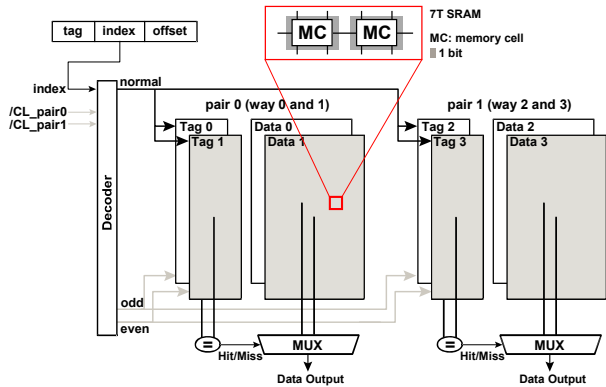 7T SRAM
MC
MC
MC: memory cell
1 bit
tag
index
offset
index
normal
/CL_pair0
/CL_pair1
Decoder
pair 0 (way 0 and 1)
pair 1 (way 2 and 3)
Tag 0
Data 0
Tag 2
Data 2
Tag 1
Data 1
Tag 3
Data 3
odd
even
=
Hit/Miss
MUX
=
Hit/Miss
MUX
Data Output
Data Output